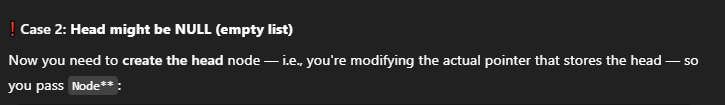 ❗Case 2: Head might be NULL (empty list)
Now you need to create the head node — i.e., you're modifying the actual pointer that stores the head — so
you pass Node** :